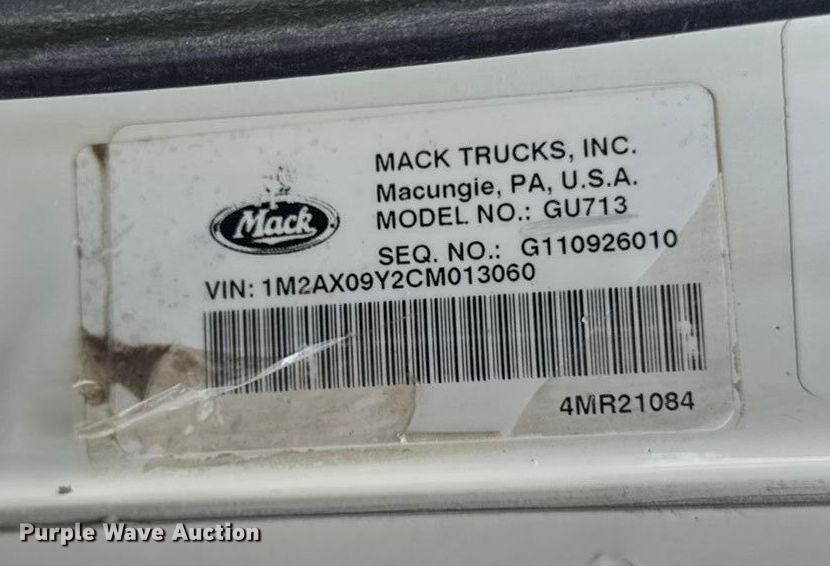 MACK TRUCKS, INC.
Macungie, PA, U.S.A.
MODEL NO.: GU713
Mack
SEQ. NO.: G110926010
VIN: 1M2AX09Y2CM013060
4MR21084
Purple Wave Auction